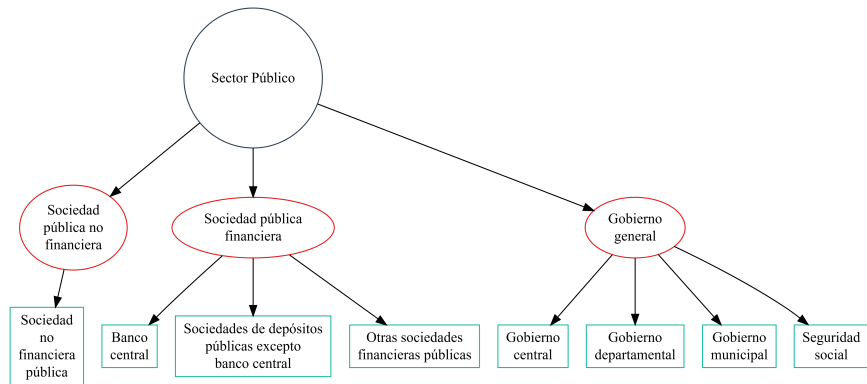 Sector Público
Sociedad
pública no
financiera
Sociedad pública
financiera
Gobierno
general
Sociedad
no
financiera
pública
Banco
central
Sociedades de depósitos
públicas excepto
banco central
Otras sociedades
financieras públicas
Gobierno
central
Gobierno
departamental
Gobierno
municipal
Seguridad
social